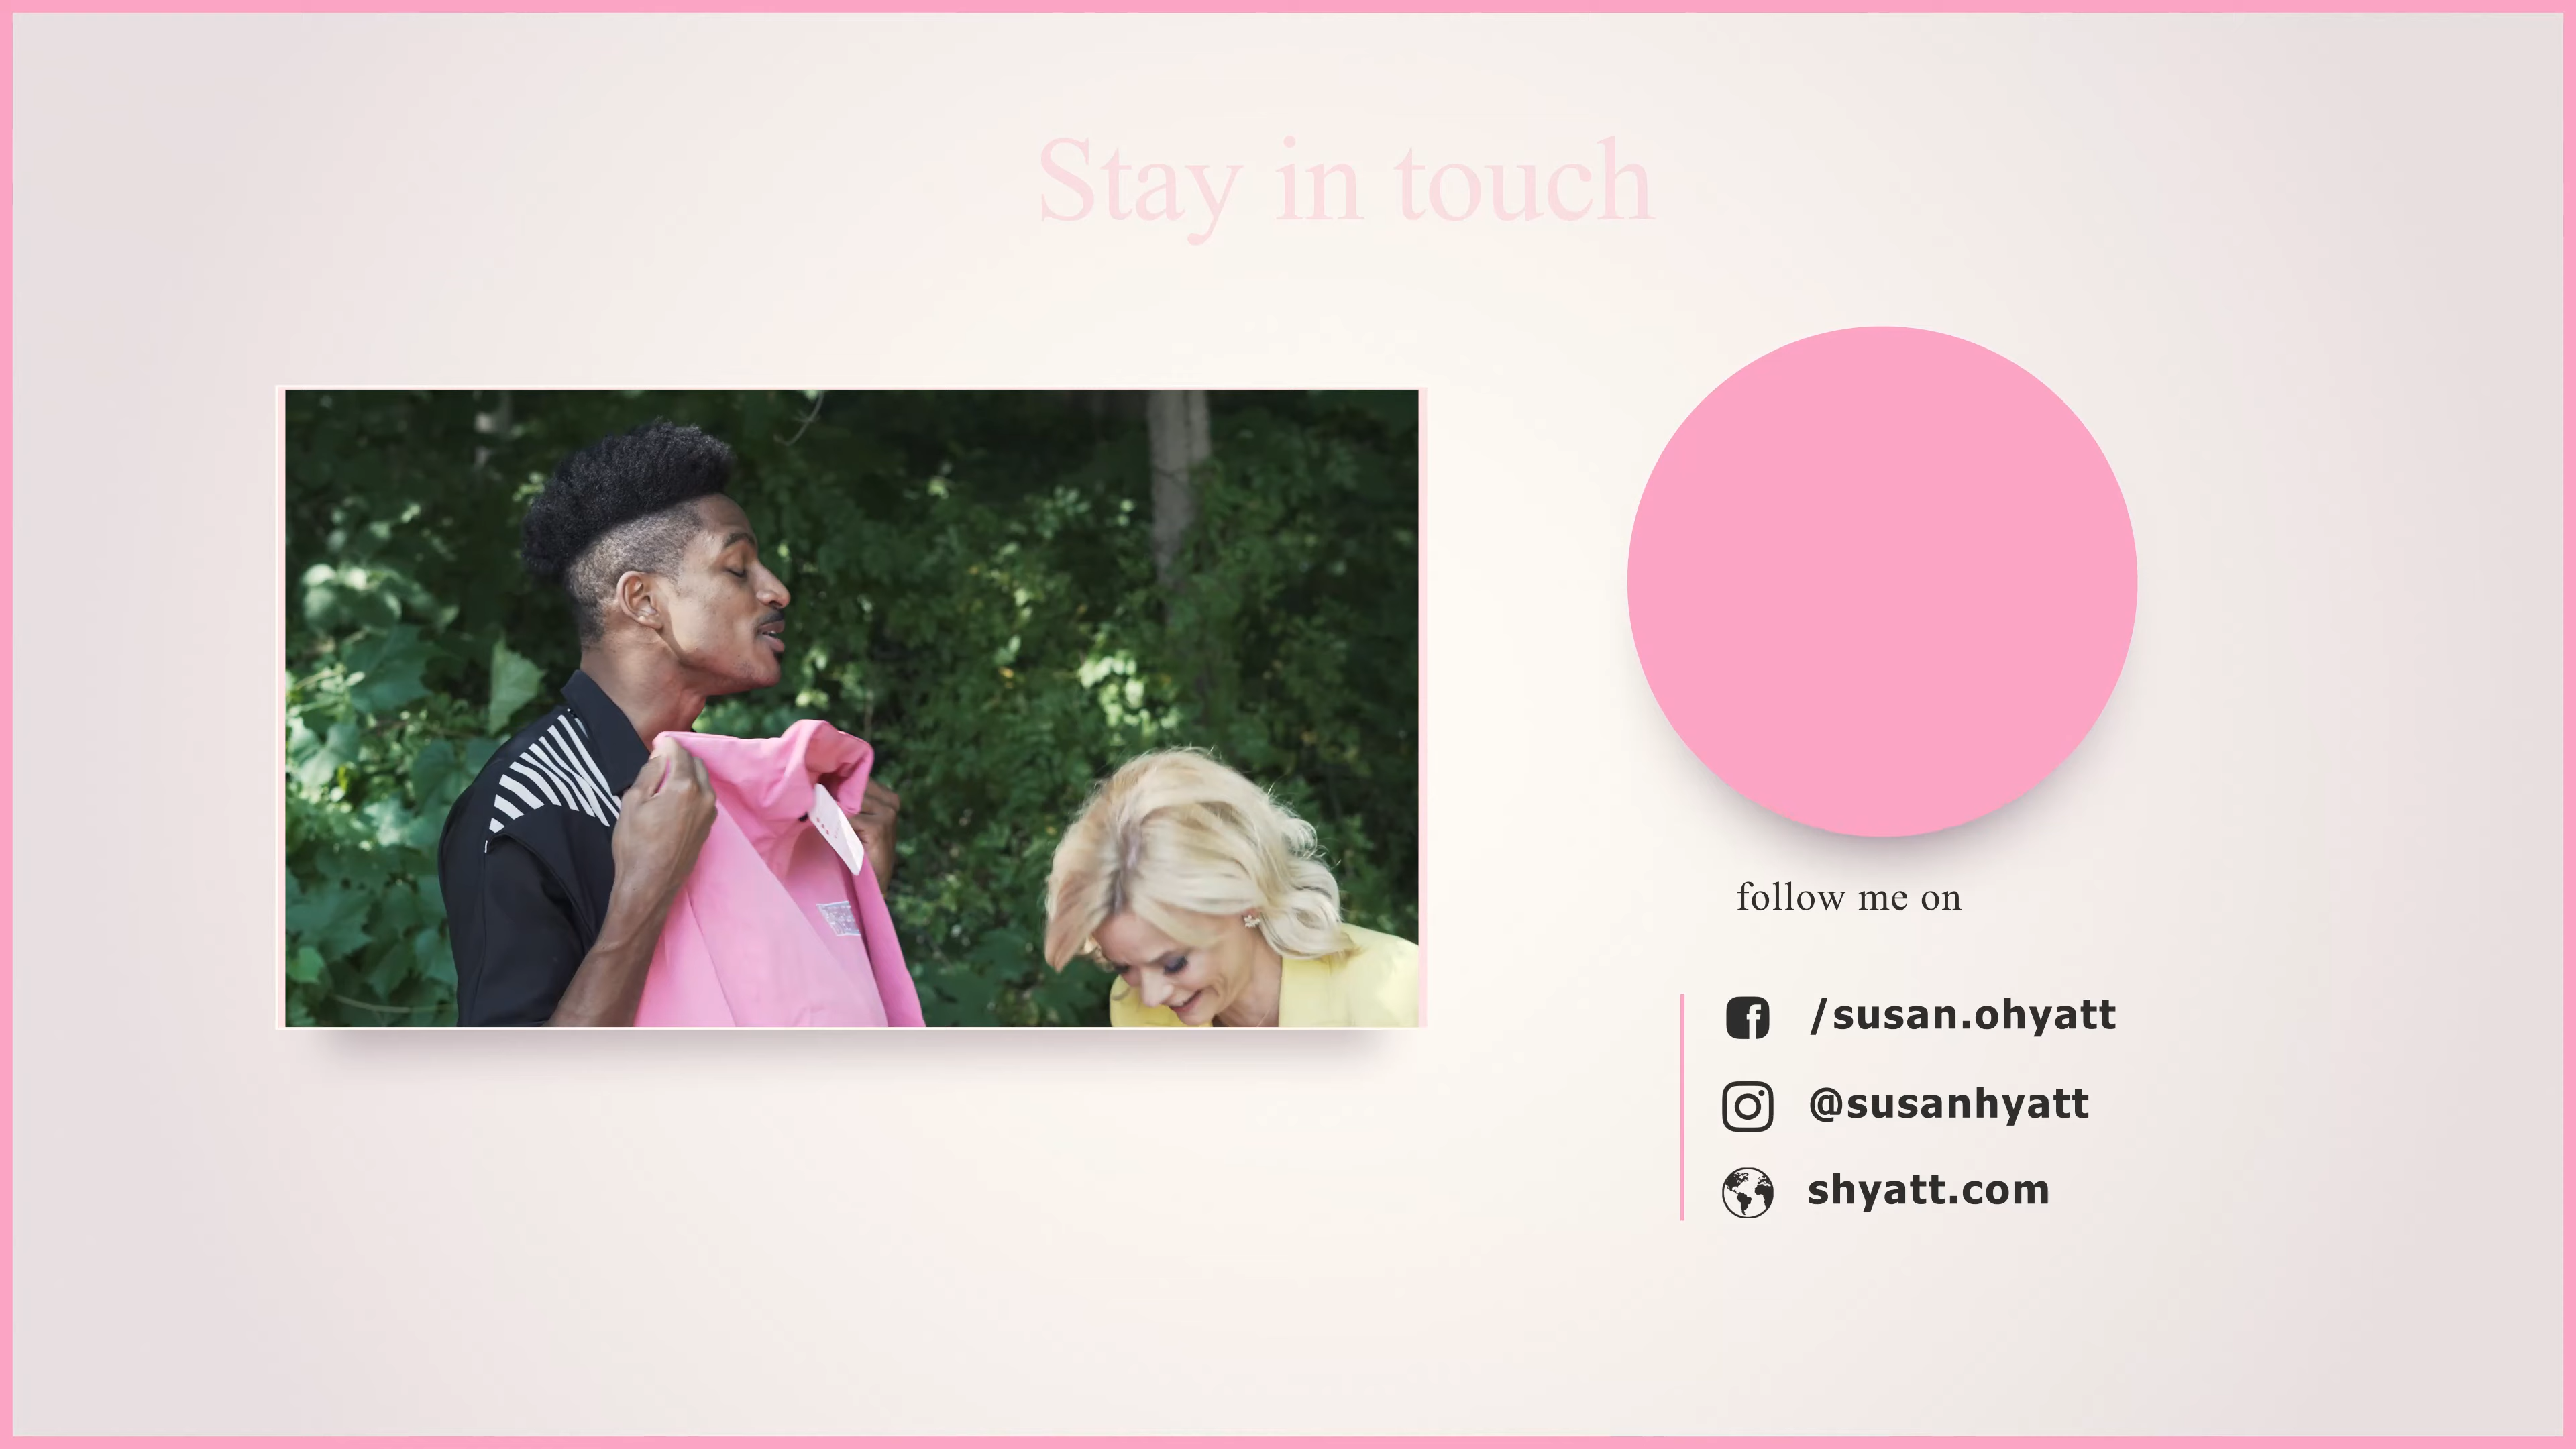 Stay in touch
follow me on
/susan.ohyatt
@susanhyatt
shyatt.com